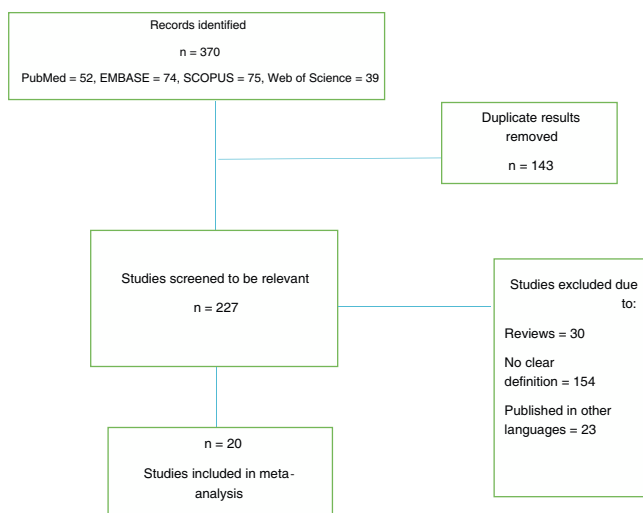 Records identified
n = 370
PubMed = 52, EMBASE = 74, SCOPUS = 75, Web of Science = 39
Duplicate results
removed
n = 143
Studies screened to be relevant
n = 227
Studies excluded due
to:
Reviews = 30
No clear
definition = 154
Published in other
languages = 23
n = 20
Studies included in meta-
analysis